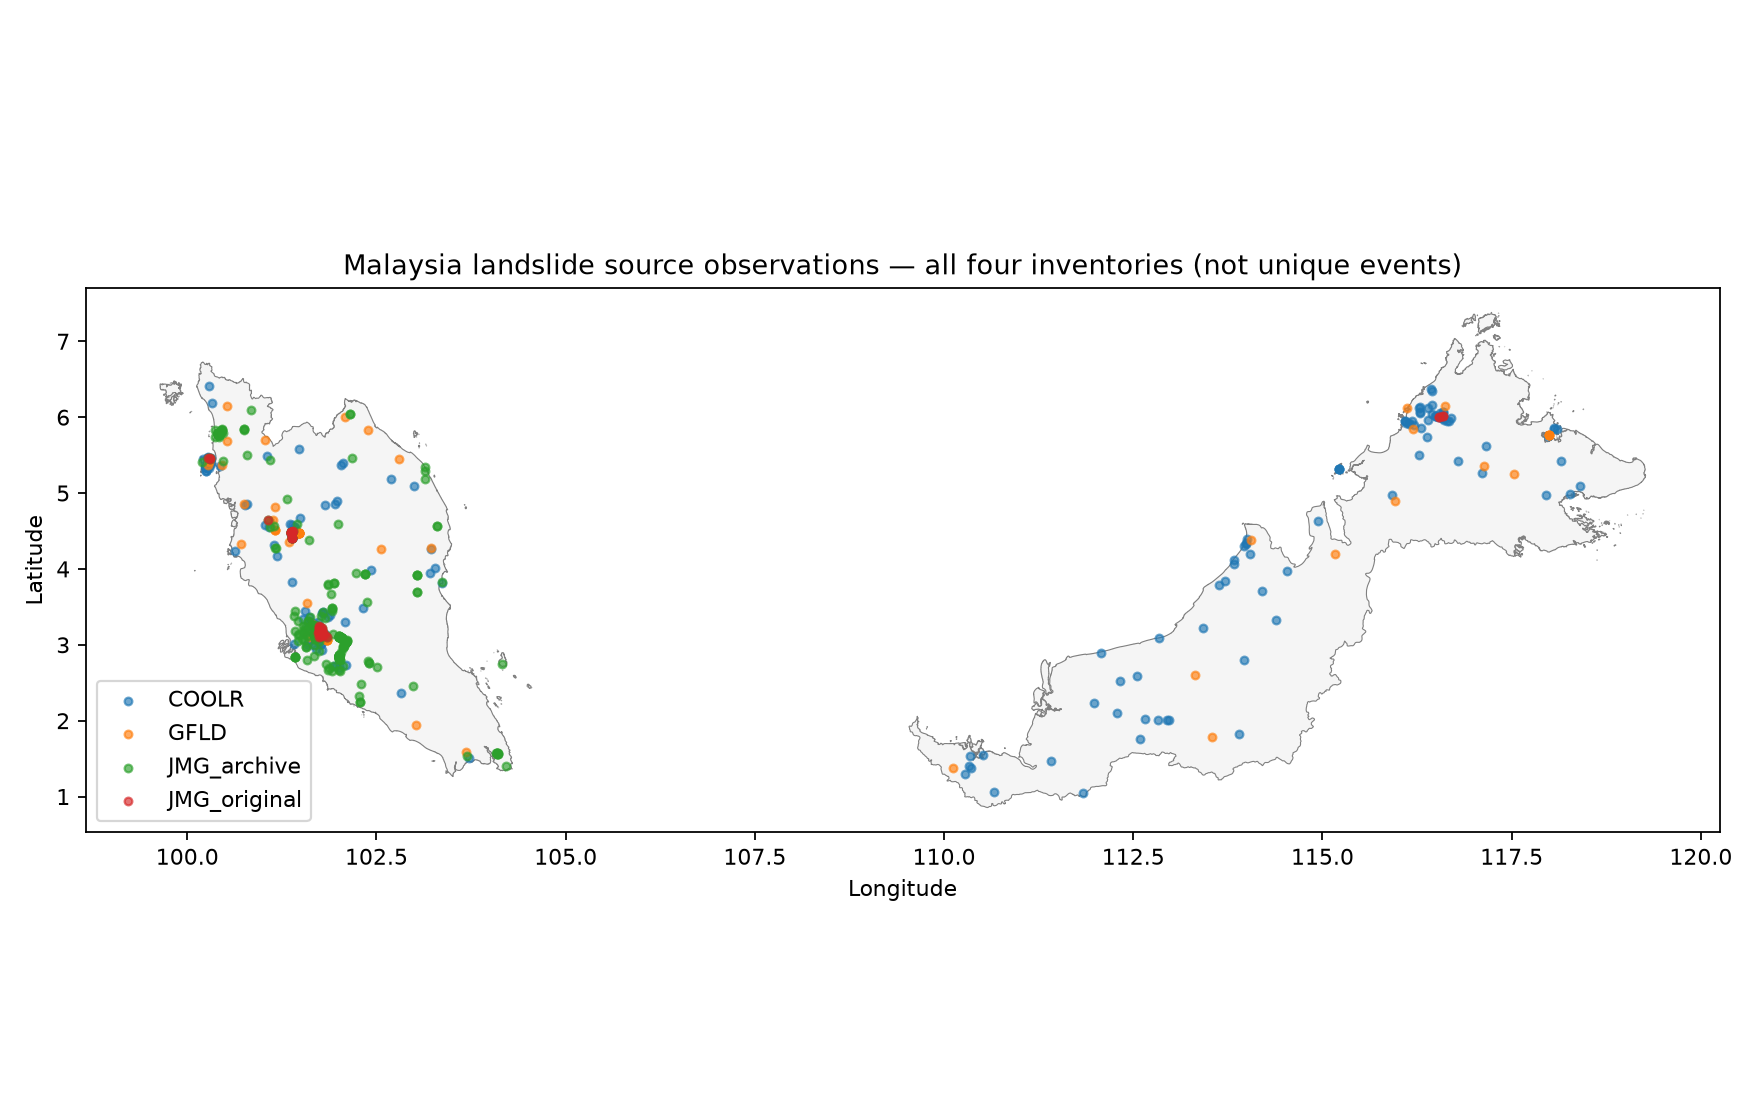 Malaysia landslide source observations — all four inventories (not unique events)
7
6
5
4
3
2
1
Latitude
COOLR
GFLD
JMG_archive
JMG_original
100.0 102.5 105.0 107.5 110.0 112.5 115.0 117.5 120.0
Longitude